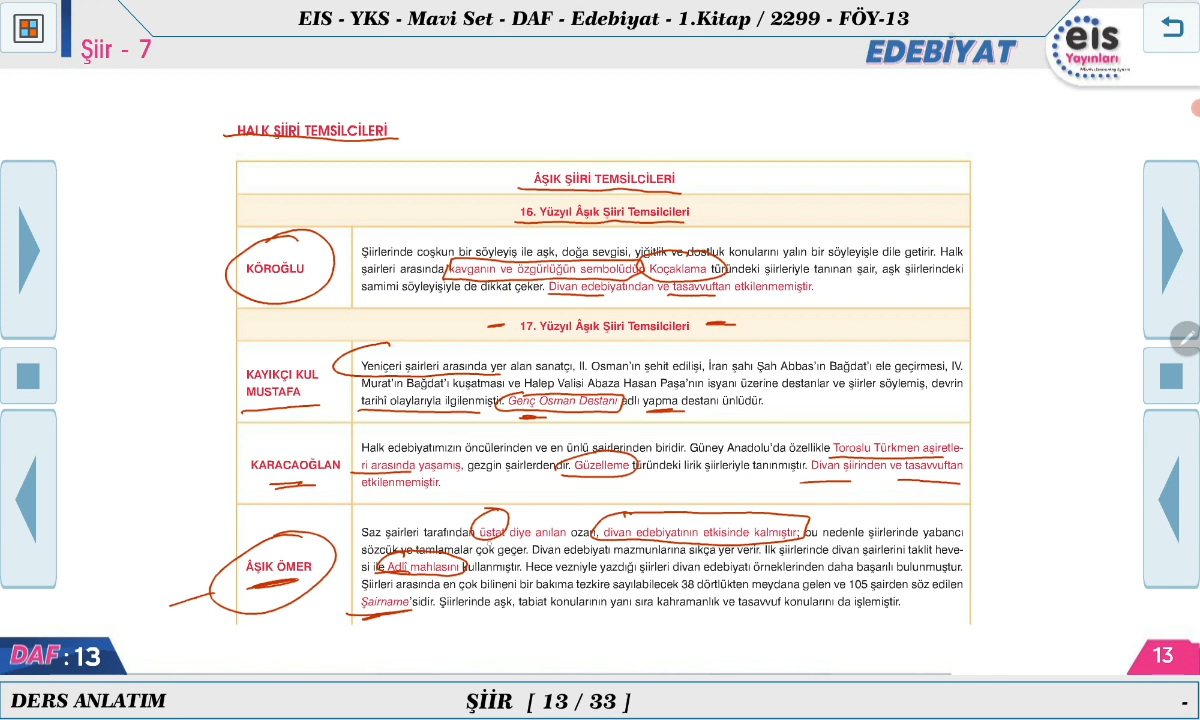 EIS - YKS - Mavi Set - DAF - Edebiyat - 1.Kitap / 2299 - FÖY-13
Şiir - 7
EDEBİYAT
eis
Yayınları
HALK ŞİİRİ TEMSİLCİLERİ
ÂŞIK ŞİİRİ TEMSİLCİLERİ
16. Yüzyıl Âşık Şiiri Temsilcileri
KÖROĞLU
Şiirlerinde coşkun bir söyleyiş ile aşk, doğa sevgisi, yiğitlik ve dostluk konularını yalın bir söyleyişle dile getirir. Halk
şairleri arasında kavganın ve özgürlüğün sembolüdür. Koçaklama türündeki şiirleriyle tanınan şair, aşk şiirlerindeki
samimi söyleyişiyle de dikkat çeker. Divan edebiyatından ve tasavvuftan etkilenmemiştir.
17. Yüzyıl Âşık Şiiri Temsilcileri
KAYIKÇI KUL
MUSTAFA
Yeniçeri şairleri arasında yer alan sanatçı, II. Osman'ın şehit edilişi, İran şahı Şah Abbas'ın Bağdat'ı ele geçirmesi, IV.
Murat'ın Bağdat'ı kuşatması ve Halep Valisi Abaza Hasan Paşa'nın isyanı üzerine destanlar ve şiirler söylemiş, devrin
tarihî olaylarıyla ilgilenmiştir. Genç Osman Destanı adlı yapma destanı ünlüdür.
KARACAOĞLAN
Halk edebiyatımızın öncülerinden ve en ünlü şairlerinden biridir. Güney Anadolu'da özellikle Toroslu Türkmen aşiretle-
ri arasında yaşamış, gezgin şairlerdendir. Güzelleme türündeki lirik şiirleriyle tanınmıştır. Divan şiirinden ve tasavvuftan
etkilenmemiştir.
ÂŞIK ÖMER
Saz şairleri tarafından üstat diye anılan ozan, divan edebiyatının etkisinde kalmıştır; bu nedenle şiirlerinde yabancı
sözcük ve tamlamalar çok geçer. Divan edebiyatı mazmunlarına sıkça yer verir. İlk şiirlerinde divan şairlerini taklit heve-
si ile Adlî mahlasını kullanmıştır. Hece vezniyle yazdığı şiirleri divan edebiyatı örneklerinden daha başarılı bulunmuştur.
Şiirleri arasında en çok bilineni bir bakıma tezkire sayılabilecek 38 dörtlükten meydana gelen ve 105 şairden söz edilen
Şairname'sidir. Şiirlerinde aşk, tabiat konularının yanı sıra kahramanlık ve tasavvuf konularını da işlemiştir.
DAF : 13
13
DERS ANLATIM
ŞİİR [ 13 / 33 ]
-